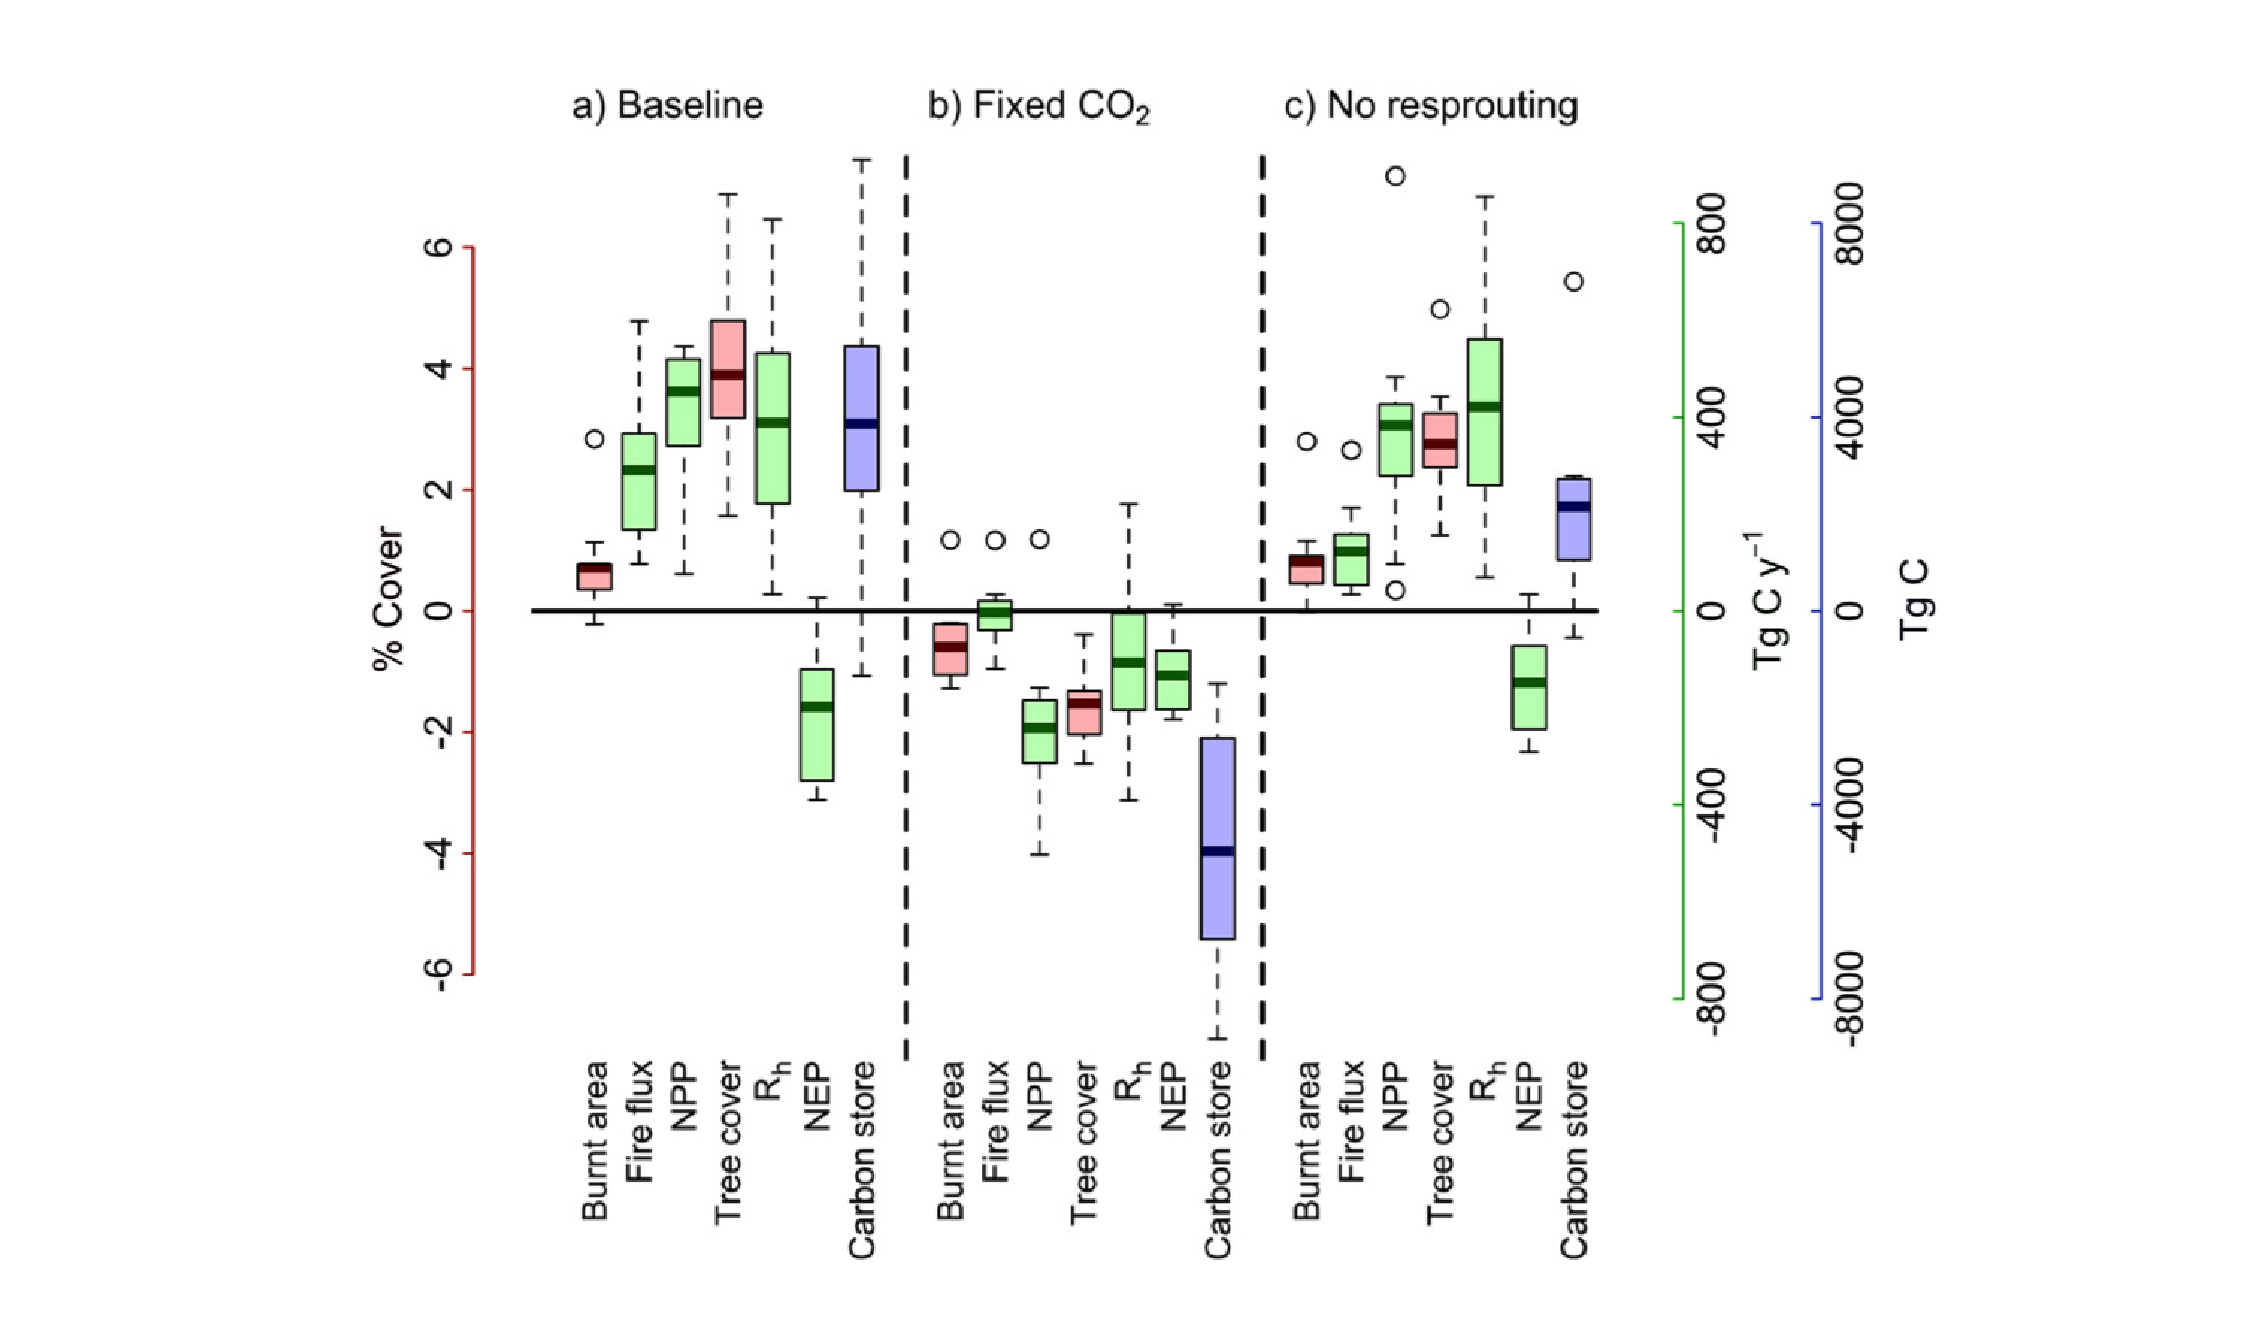 a) Baseline
b) Fixed CO₂
c) No resprouting
% Cover
6
4
2
0
-2
-4
-6
800
400
0
-400
-800
Tg C y⁻¹
8000
4000
0
-4000
-8000
Tg C
Burnt area
Fire flux
NPP
Tree cover
Rₕ
NEP
Carbon store
Burnt area
Fire flux
NPP
Tree cover
Rₕ
NEP
Carbon store
Burnt area
Fire flux
NPP
Tree cover
Rₕ
NEP
Carbon store